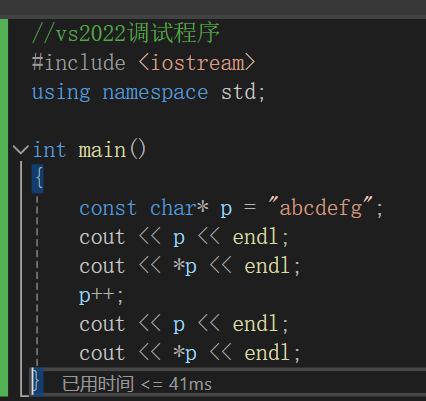 //vs2022调试程序
#include <iostream>
using namespace std;
int main()
{
const char* p = "abcdefg";
cout << p << endl;
cout << *p << endl;
p++;
cout << p << endl;
cout << *p << endl;
} 已用时间 <= 41ms